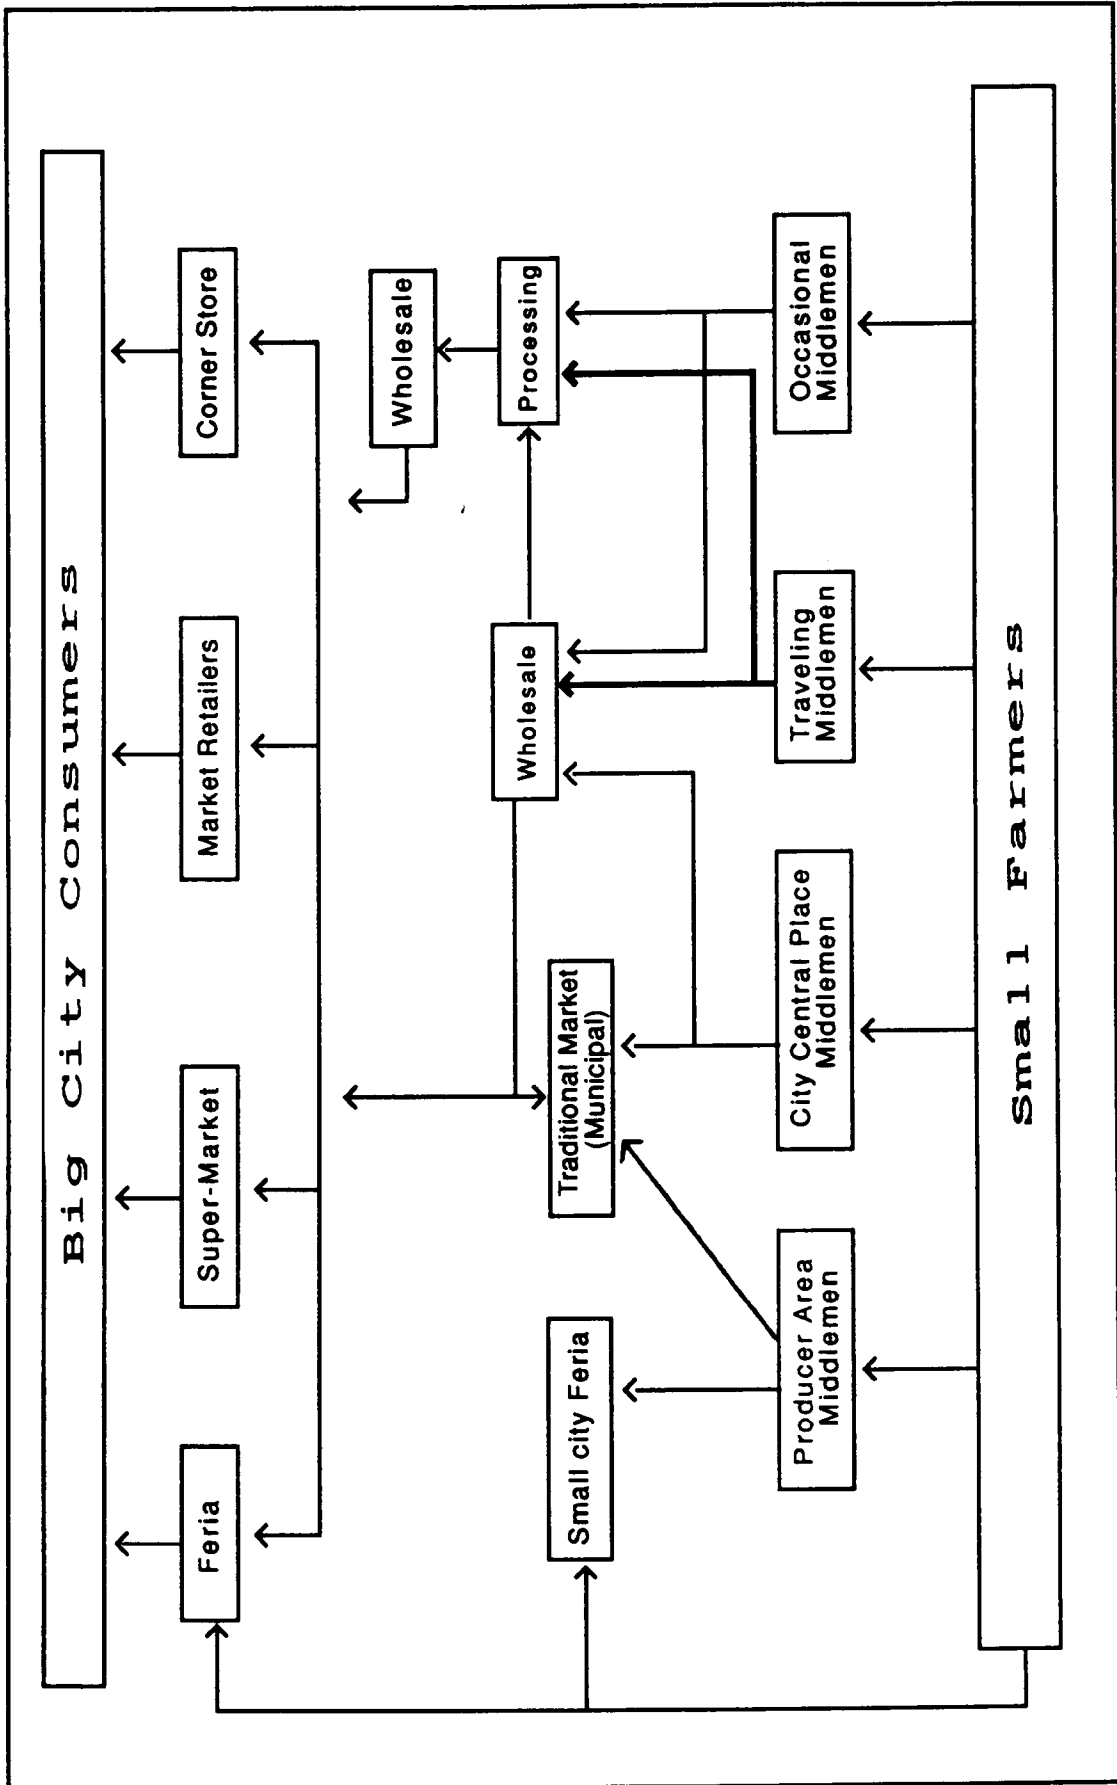 Big City Consumers
Feria
Super-Market
Market Retailers
Corner Store
Wholesale
Small city Feria
Traditional Market
(Municipal)
Wholesale
Processing
Producer Area
Middlemen
City Central Place
Middlemen
Traveling
Middlemen
Occasional
Middlemen
Small Farmers